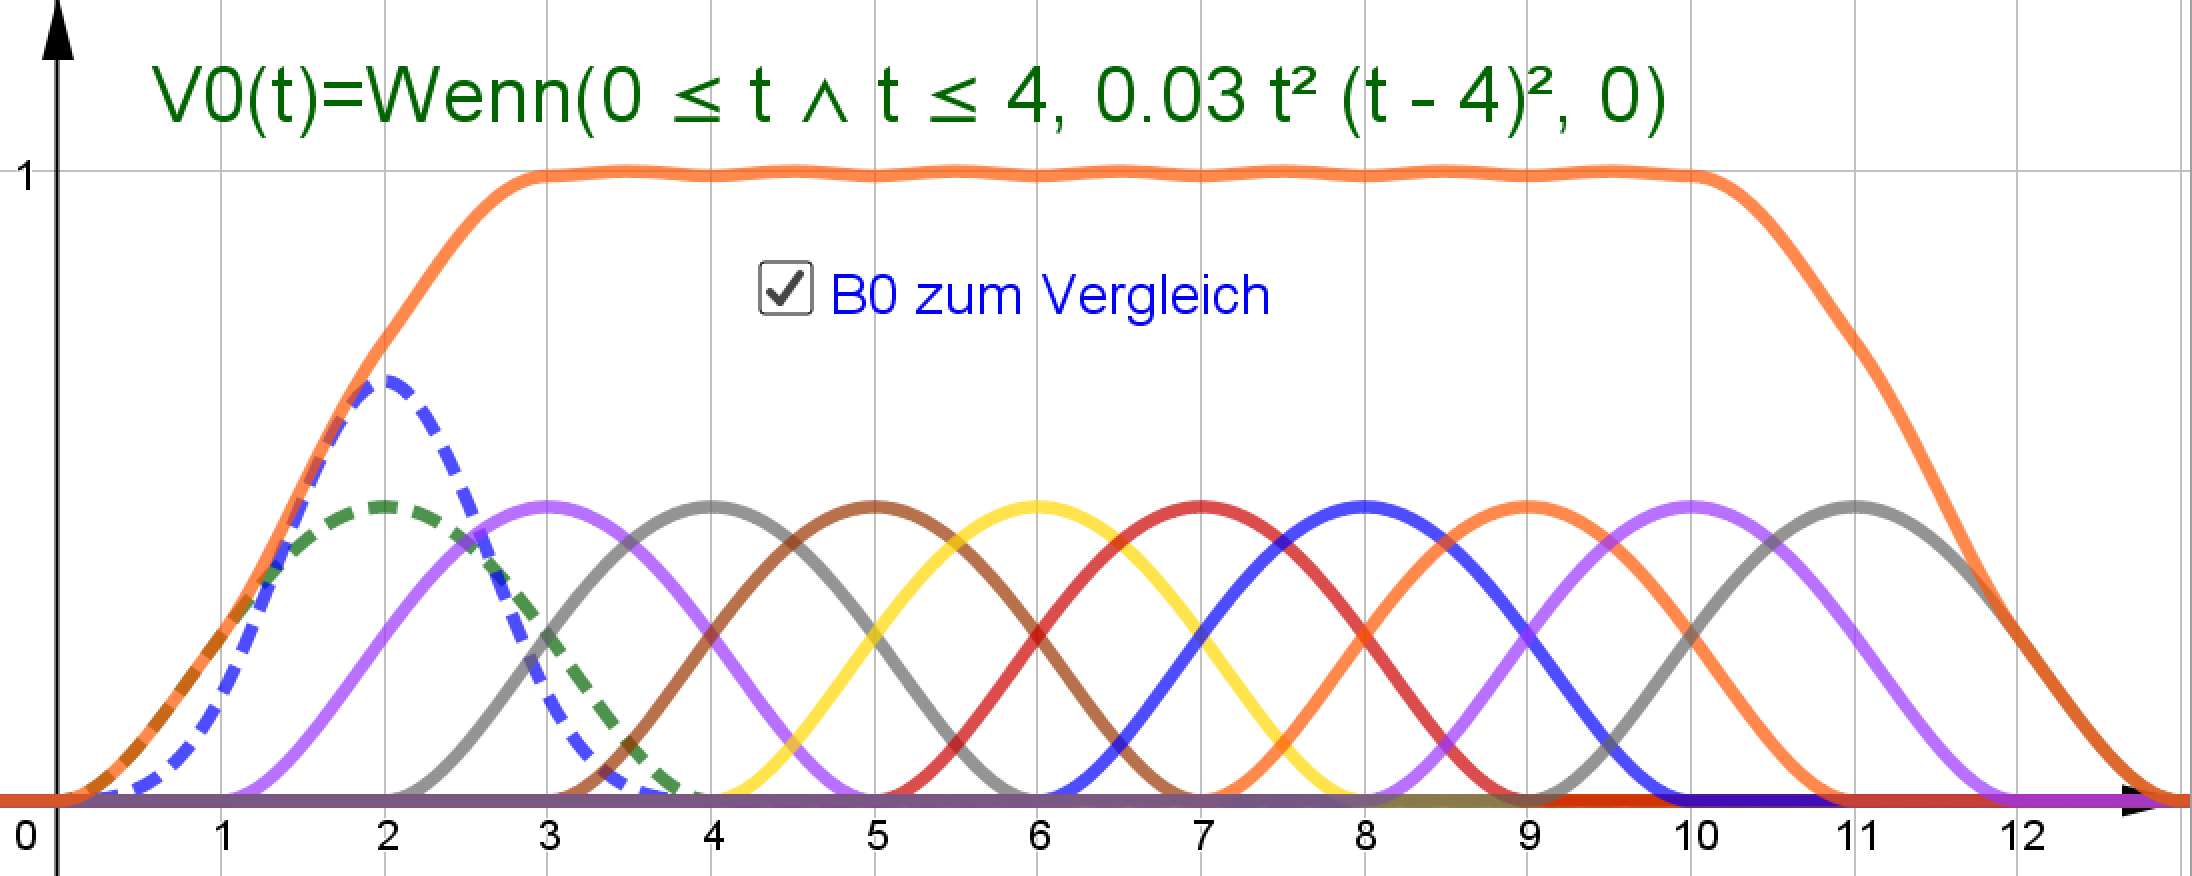 V0(t)=Wenn(0 ≤ t ∧ t ≤ 4, 0.03 t² (t - 4)², 0)
1
B0 zum Vergleich
0 1 2 3 4 5 6 7 8 9 10 11 12